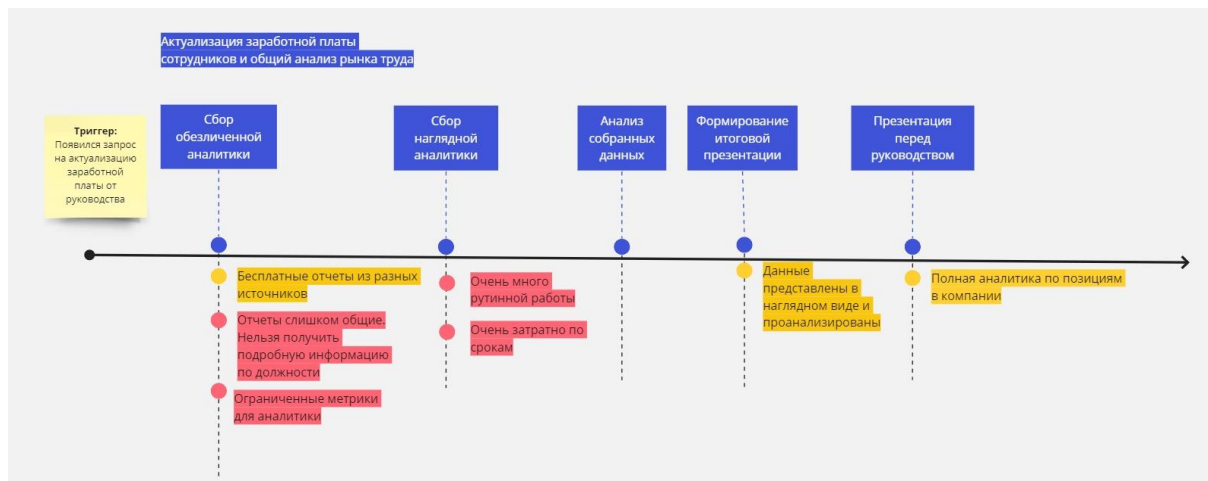 Актуализация заработной платы
сотрудников и общий анализ рынка труда
Триггер:
Появился запрос
на актуализацию
заработной
платы от
руководства
Сбор
обезличенной
аналитики
Сбор
наглядной
аналитики
Анализ
собранных
данных
Формирование
итоговой
презентации
Презентация
перед
руководством
Бесплатные отчеты из разных
источников
Отчеты слишком общие.
Нельзя получить
подробную информацию
по должности
Ограниченные метрики
для аналитики
Очень много
рутинной работы
Очень затратно по
срокам
Данные
представлены в
наглядном виде и
проанализированы
Полная аналитика по позициям
в компании